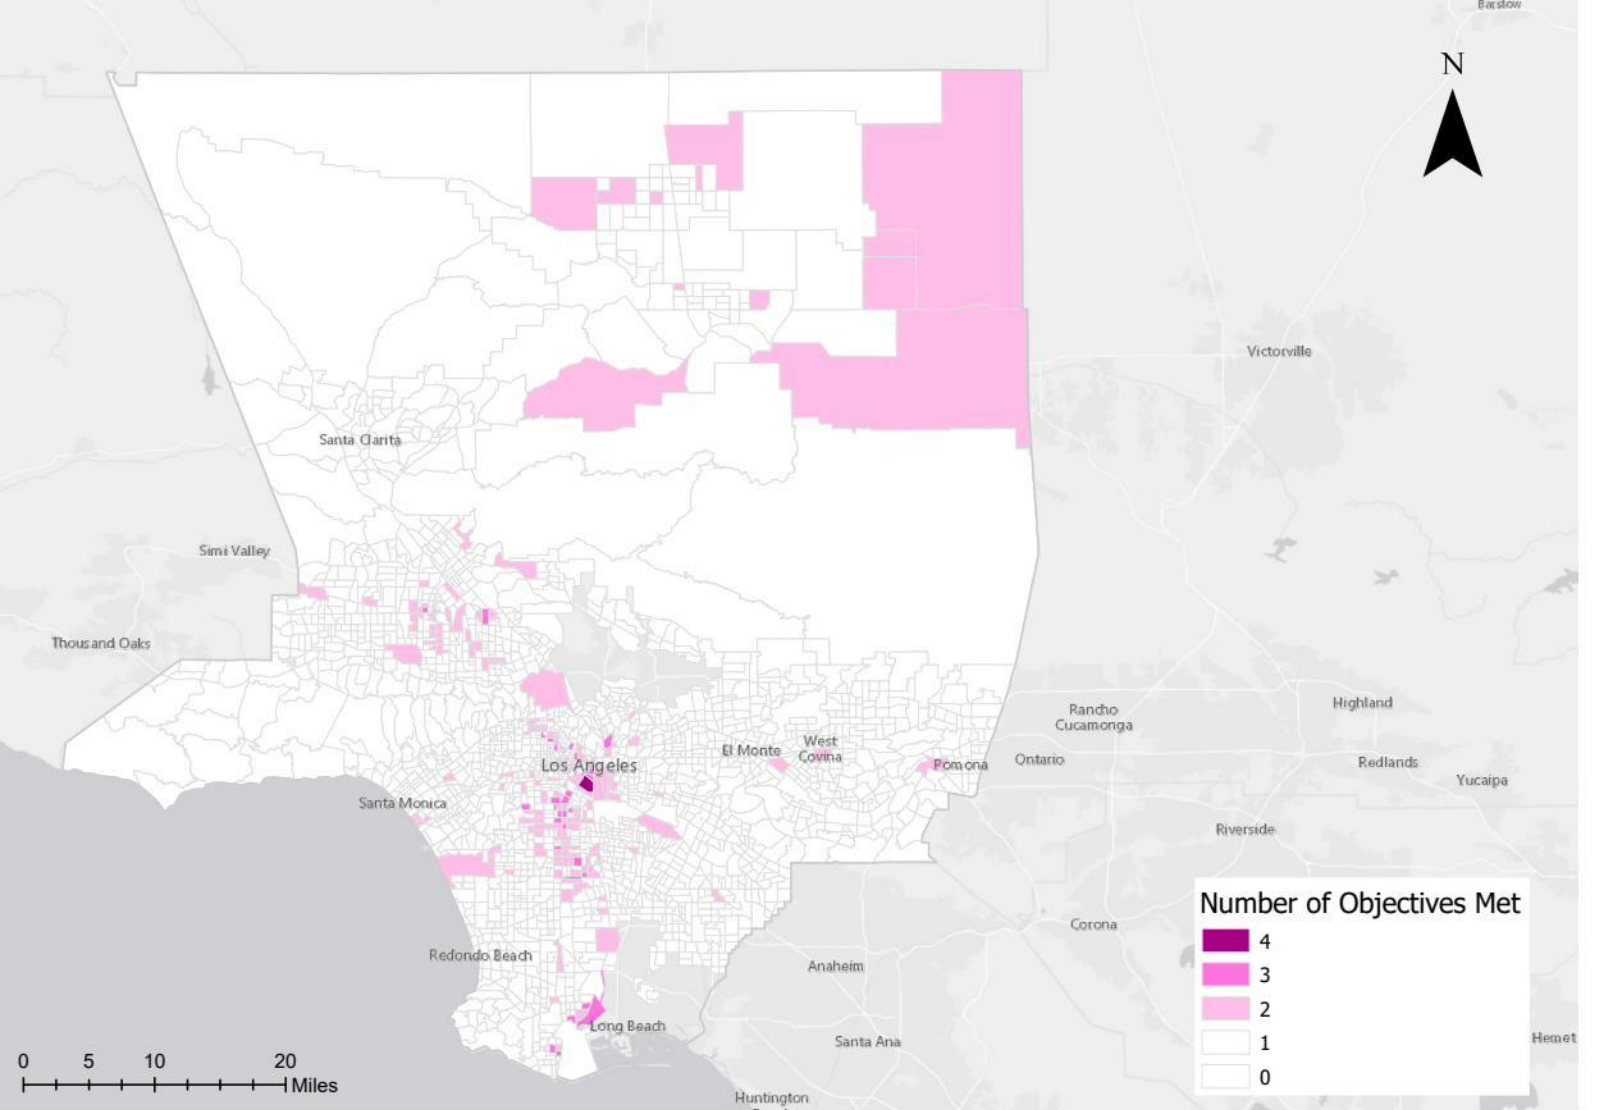 Barstow
N
Victorville
Santa Clarita
Simi Valley
Thousand Oaks
Rancho
Cucamonga
Highland
El Monte
West
Covina
Pomona
Ontario
Redlands
Los Angeles
Yucaipa
Santa Monica
Riverside
Number of Objectives Met
4
3
2
1
0
Corona
Redondo Beach
Anaheim
Long Beach
Santa Ana
Hemet
0 5 10 20
Miles
Huntington